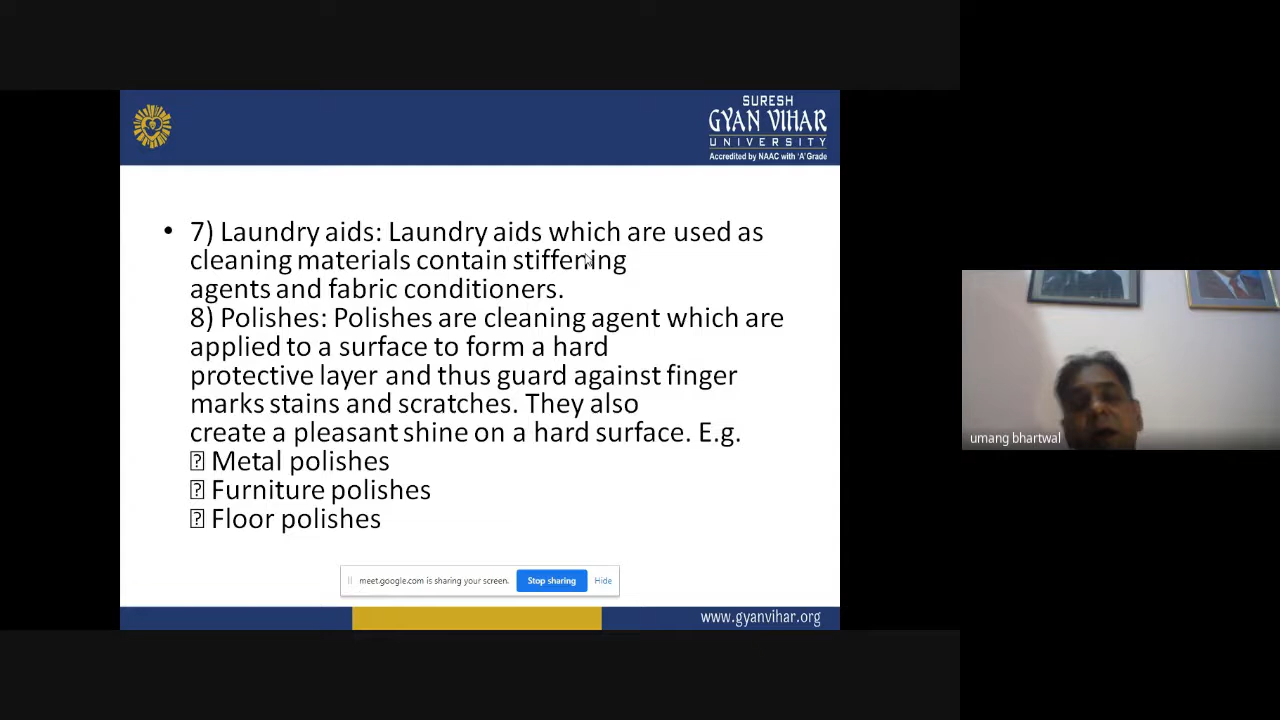 SURESH
GYAN VIHAR
UNIVERSITY
Accredited by NAAC with 'A' Grade
• 7) Laundry aids: Laundry aids which are used as
cleaning materials contain stiffening
agents and fabric conditioners.
8) Polishes: Polishes are cleaning agent which are
applied to a surface to form a hard
protective layer and thus guard against finger
marks stains and scratches. They also
create a pleasant shine on a hard surface. E.g.
⍰ Metal polishes
⍰ Furniture polishes
⍰ Floor polishes
umang bhartwal
meet.google.com is sharing your screen. Stop sharing Hide
www.gyanvihar.org